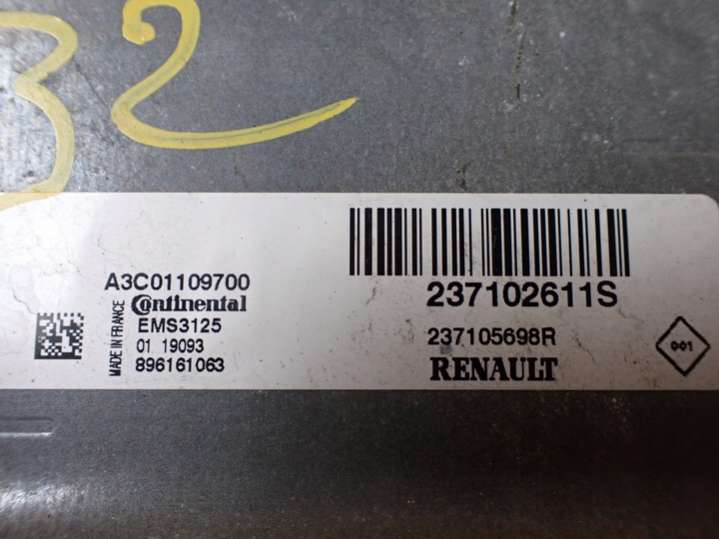 32
A3C01109700
Continental
EMS3125
01 19093
896161063
MADE IN FRANCE
237102611S
237105698R
RENAULT
001